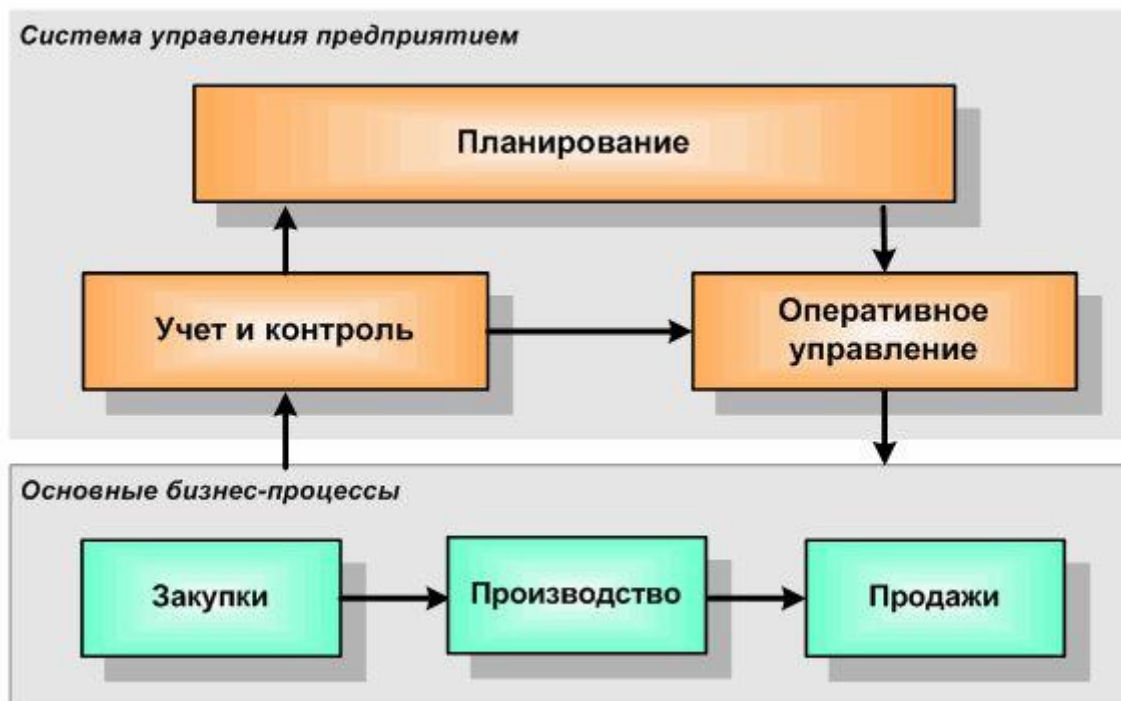 Система управления предприятием
Планирование
Учет и контроль
Оперативное
управление
Основные бизнес-процессы
Закупки
Производство
Продажи